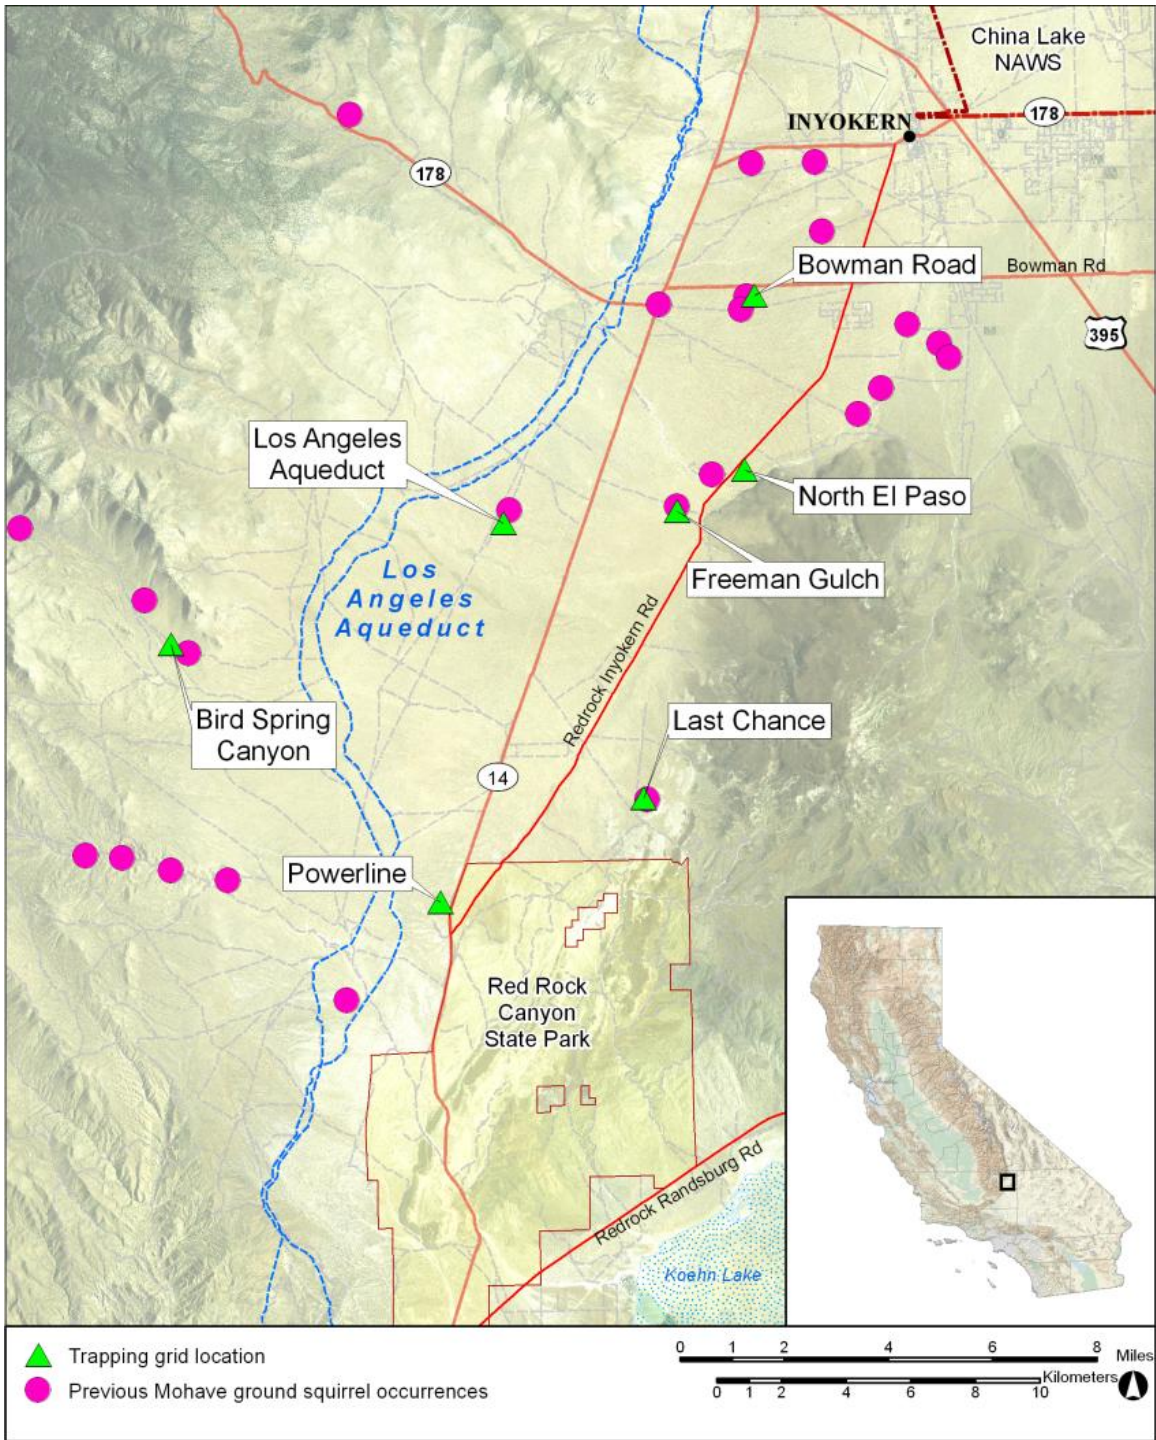 China Lake
NAWS
INYOKERN
178
178
Bowman Road
Bowman Rd
395
Los Angeles
Aqueduct
North El Paso
Los
Angeles
Aqueduct
Freeman Gulch
Redrock Inyokern Rd
Bird Spring
Canyon
Last Chance
14
Powerline
Red Rock
Canyon
State Park
Redrock Randsburg Rd
Koehn Lake
Trapping grid location
Previous Mohave ground squirrel occurrences
0 1 2 4 6 8
Miles
Kilometers
0 1 2 4 6 8 10